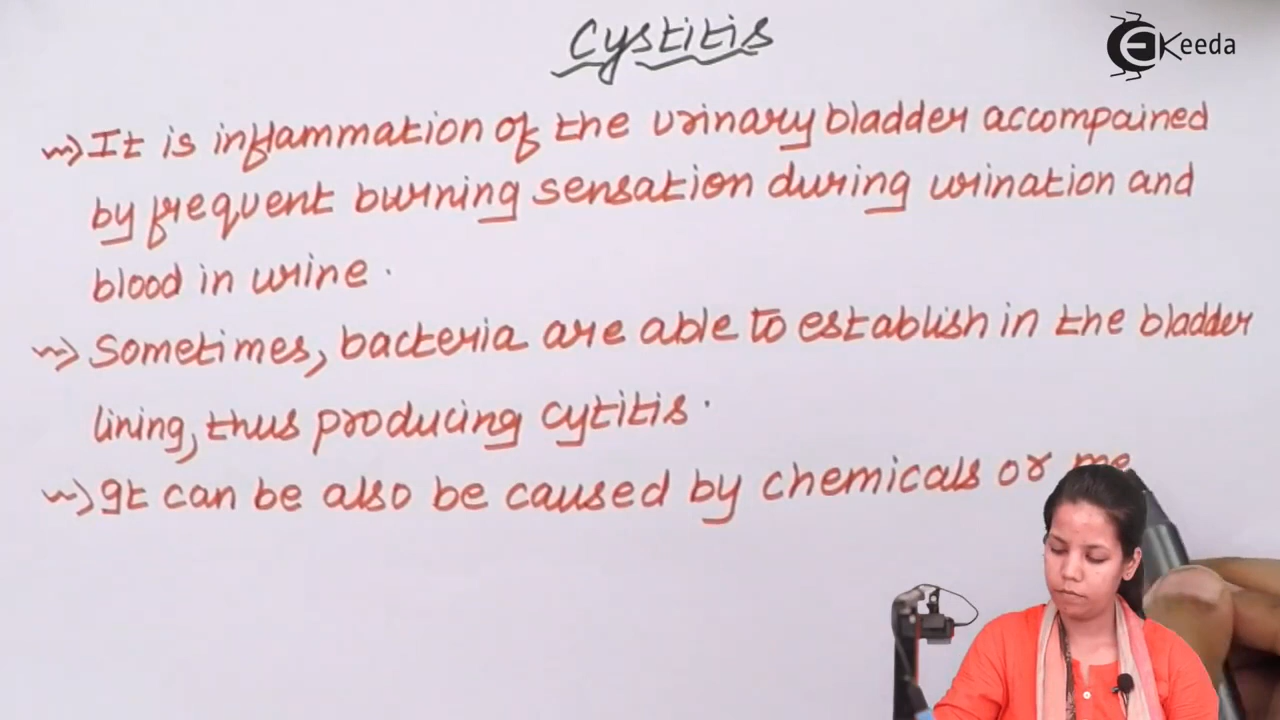 Cystitis
Keeda
It is inflammation of the urinary bladder accompained
by frequent burning sensation during urination and
blood in urine.
Sometimes, bacteria are able to establish in the bladder
lining, thus producing cytitis.
It can be also be caused by chemicals or me